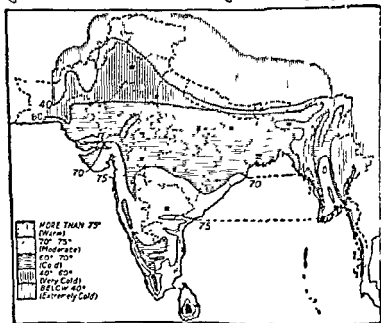 40
60
70
75
70
73
MORE THAN 75°
(Warm)
70° 75°
(Moderate)
60° 70°
(Cold)
40° 60°
(Very Cold)
BELOW 40°
(Extremely Cold)